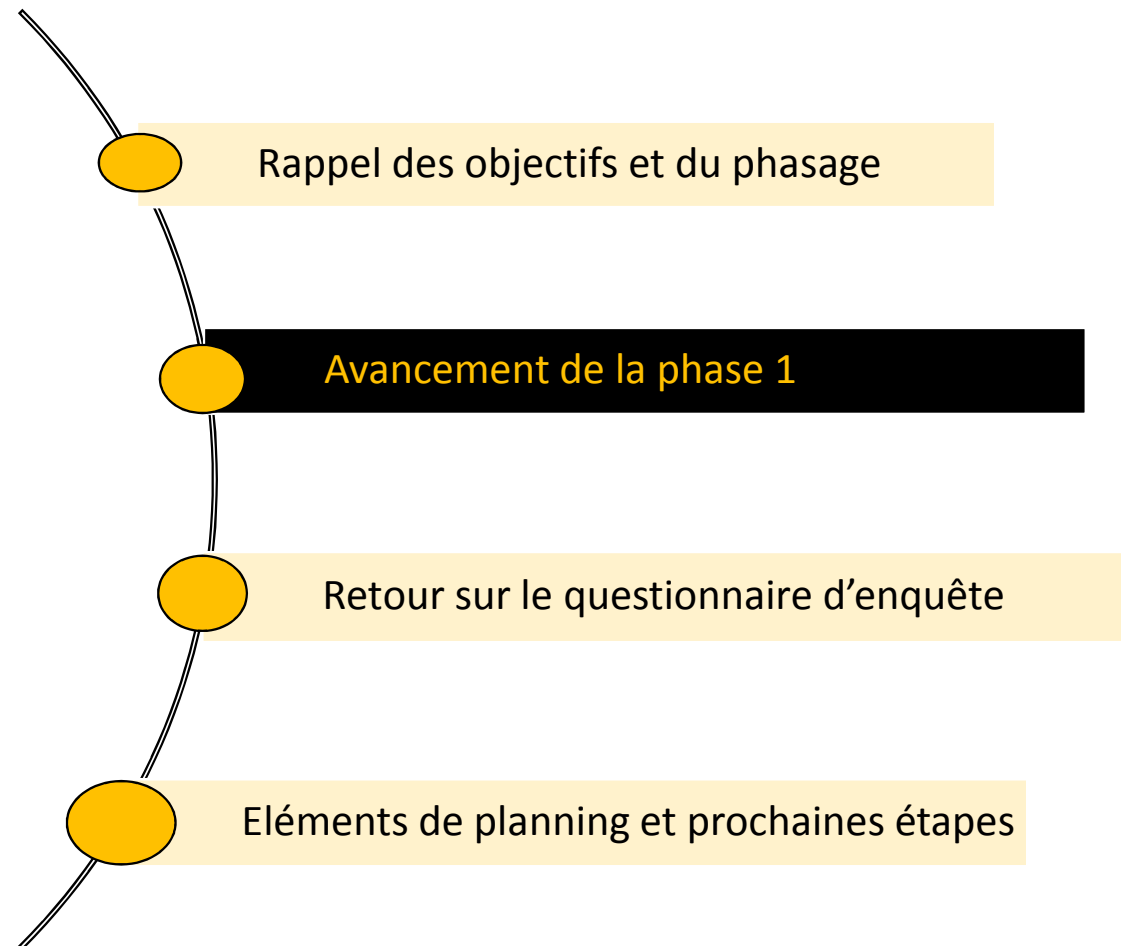 Rappel des objectifs et du phasage
Avancement de la phase 1
Retour sur le questionnaire d’enquête
Eléments de planning et prochaines étapes